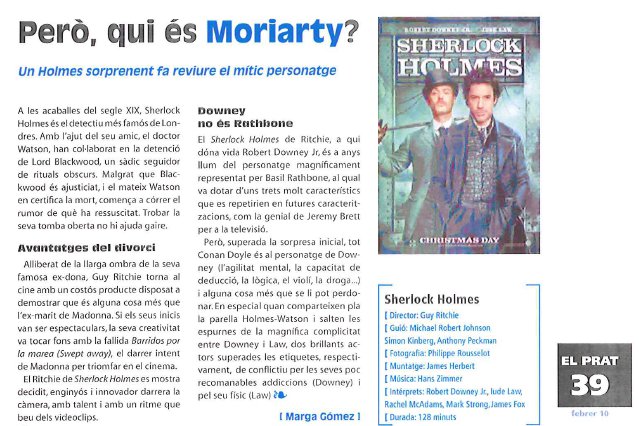 Però, qui és Moriarty?
Un Holmes sorprenent fa reviure el mític personatge
A les acaballes del segle XIX, Sherlock
Holmes és el detectiu més famós de Lon-
dres. Amb l'ajut del seu amic, el doctor
Watson, han col·laborat en la detenció
de Lord Blackwood, un sàdic seguidor
de rituals obscurs. Malgrat que Blac-
kwood és ajusticiat, i el mateix Watson
en certifica la mort, comença a córrer el
rumor de què ha ressuscitat. Trobar la
seva tomba oberta no hi ajuda gaire.
Avantatges del divorci
Alliberat de la llarga ombra de la seva
famosa ex-dona, Guy Ritchie torna al
cine amb un costós producte disposat a
demostrar que és alguna cosa més que
l'ex-marit de Madonna. Si els seus inicis
van ser espectaculars, la seva creativitat
va tocar fons amb la fallida Barridos por
la marea (Swept away), el darrer intent
de Madonna per triomfar en el cinema.
El Ritchie de Sherlock Holmes es mostra
decidit, enginyós i innovador darrera la
càmera, amb talent i amb un ritme que
beu dels videoclips.
Downey
no és Rathbone
El Sherlock Holmes de Ritchie, a qui
dóna vida Robert Downey Jr, és a anys
llum del personatge magníficament
representat per Basil Rathbone, al qual
va dotar d'uns trets molt característics
que es repetirien en futures caracterit-
zacions, com la genial de Jeremy Brett
per a la televisió.
Però, superada la sorpresa inicial, tot
Conan Doyle és al personatge de Dow-
ney (l'agilitat mental, la capacitat de
deducció, la lògica, el violí, la droga...)
i alguna cosa més que se li pot perdo-
nar. En especial quan comparteixen pla
la parella Holmes-Watson i salten les
espurnes de la magnífica complicitat
entre Downey i Law, dos brillants ac-
tors superades les etiquetes, respecti-
vament, de conflictiu per les seves poc
recomanables addiccions (Downey) i
pel seu físic (Law)
[ Marga Gómez ]
ROBERT DOWNEY JR. JUDE LAW
SHERLOCK
HOLMES
CHRISTMAS DAY
Sherlock Holmes
[ Director: Guy Ritchie
[ Guió: Michael Robert Johnson
Simon Kinberg, Anthony Peckman
[ Fotografia: Philippe Rousselot
[ Muntatge: James Herbert
[ Música: Hans Zimmer
[ Intèrprets: Robert Downey Jr., Iude Law,
Rachel McAdams, Mark Strong, James Fox
[ Durada: 128 minuts
EL PRAT
39
febrer 10